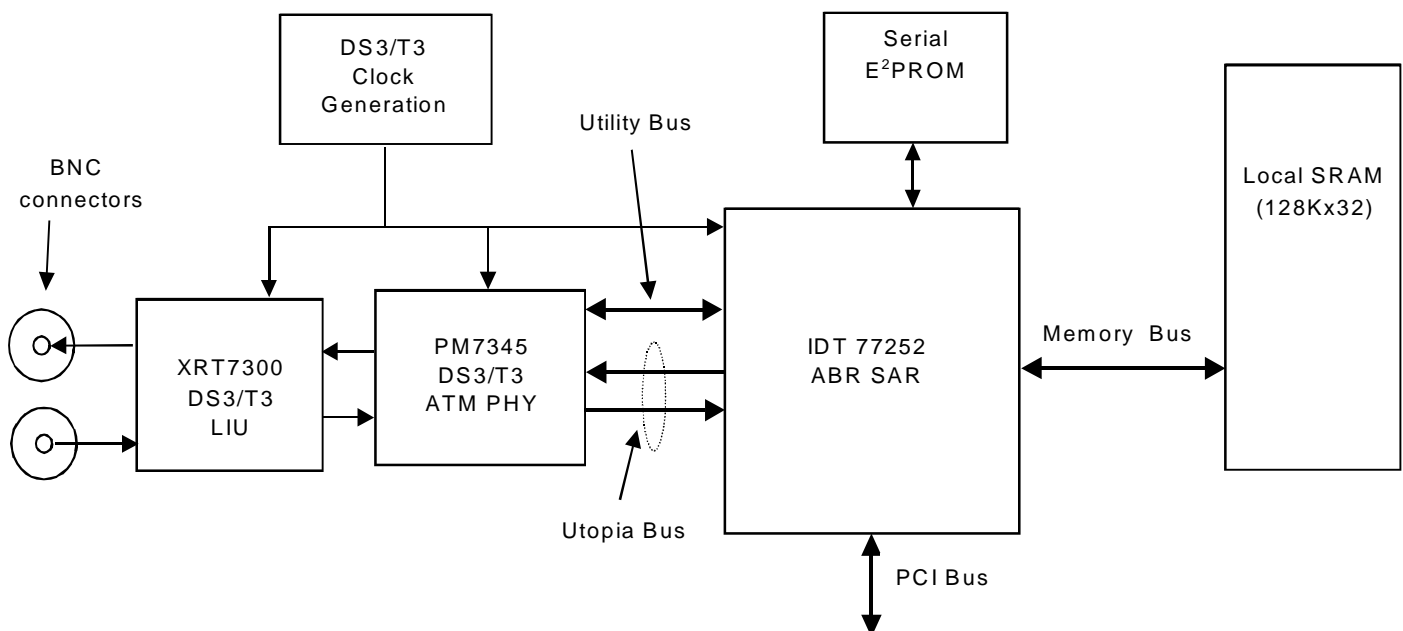 DS3/T3
Clock
Generation
Serial
E²PROM
Utility Bus
BNC
connectors
Local SRAM
(128Kx32)
XRT7300
DS3/T3
LIU
PM7345
DS3/T3
ATM PHY
IDT 77252
ABR SAR
Memory Bus
Utopia Bus
PCI Bus